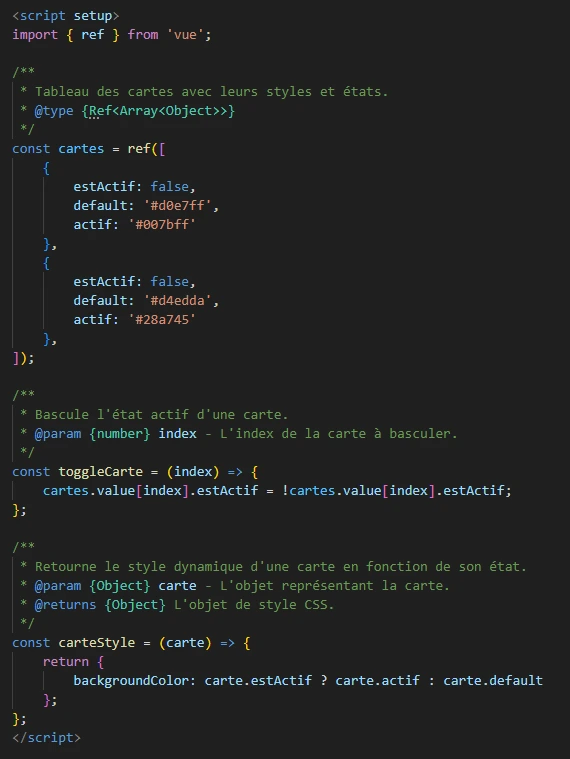 <script setup>
import { ref } from 'vue';
/**
 * Tableau des cartes avec leurs styles et états.
 * @type {Ref<Array<Object>>}
 */
const cartes = ref([
    {
        estActif: false,
        default: '#d0e7ff',
        actif: '#007bff'
    },
    {
        estActif: false,
        default: '#d4edda',
        actif: '#28a745'
    },
]);
/**
 * Bascule l'état actif d'une carte.
 * @param {number} index - L'index de la carte à basculer.
 */
const toggleCarte = (index) => {
    cartes.value[index].estActif = !cartes.value[index].estActif;
};
/**
 * Retourne le style dynamique d'une carte en fonction de son état.
 * @param {Object} carte - L'objet représentant la carte.
 * @returns {Object} L'objet de style CSS.
 */
const carteStyle = (carte) => {
    return {
        backgroundColor: carte.estActif ? carte.actif : carte.default
    };
};
</script>